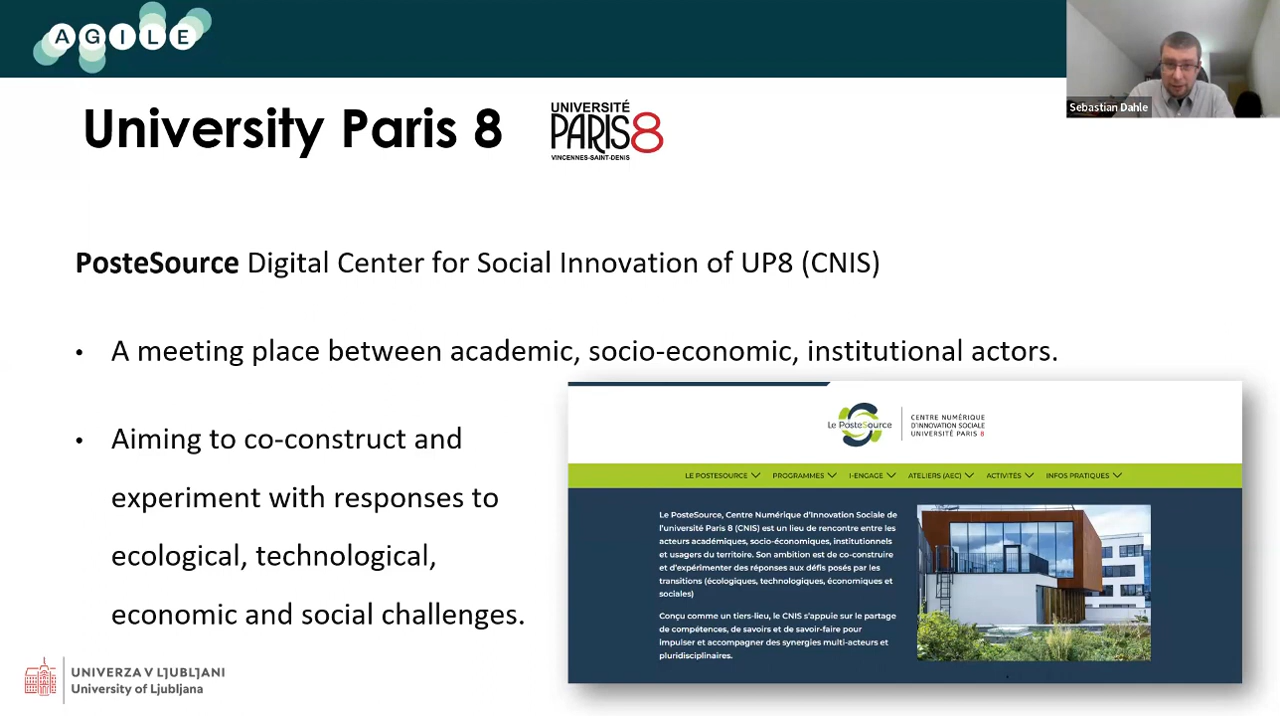 AGILE
Sebastian Dahle
University Paris 8
UNIVERSITÉ
PARIS8
VINCENNES-SAINT-DENIS
PosteSource Digital Center for Social Innovation of UP8 (CNIS)
• A meeting place between academic, socio-economic, institutional actors.
• Aiming to co-construct and
experiment with responses to
ecological, technological,
economic and social challenges.
Le PosteSource
CENTRE NUMÉRIQUE
D'INNOVATION SOCIALE
UNIVERSITÉ PARIS 8
LE POSTESOURCE PROGRAMMES I-ENGAGE ATELIERS (AEC) ACTIVITÉS INFOS PRATIQUES
Le PosteSource, Centre Numérique d'Innovation Sociale de
l'université Paris 8 (CNIS) est un lieu de rencontre entre les
acteurs académiques, socio-économiques, institutionnels
et usagers du territoire. Son ambition est de co-construire
et d'expérimenter des réponses aux défis posés par les
transitions (écologiques, technologiques, économiques et
sociales)
Conçu comme un tiers-lieu, le CNIS s'appuie sur le partage
de compétences, de savoirs et de savoir-faire pour
impulser et accompagner des synergies multi-acteurs et
pluridisciplinaires.
UNIVERZA V LJUBLJANI
University of Ljubljana